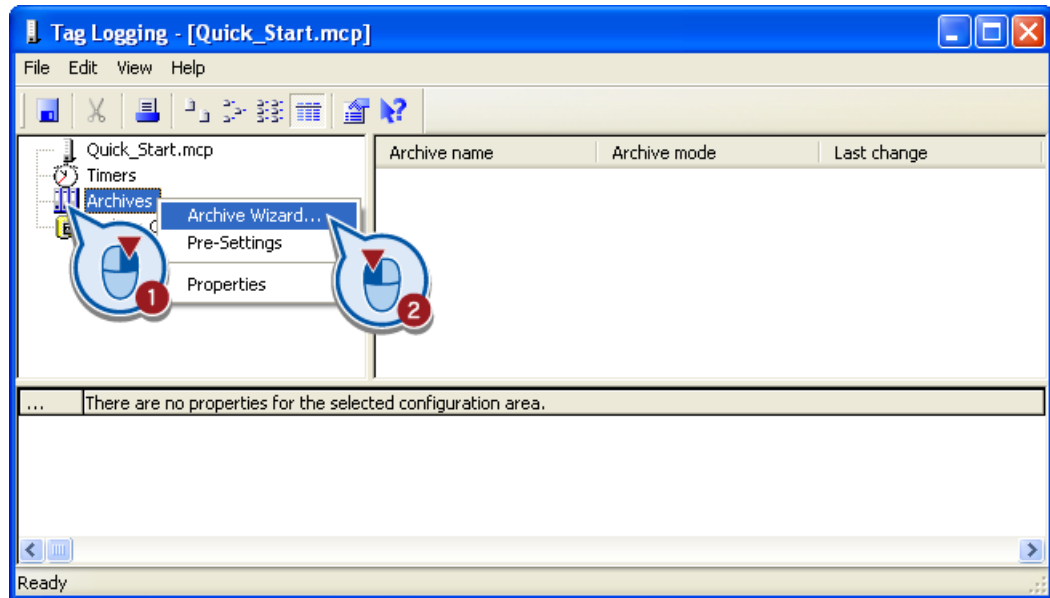 Tag Logging - [Quick_Start.mcp]
File Edit View Help
Quick_Start.mcp
Archive name Archive mode Last change
Timers
Archives
Archive Wizard...
Pre-Settings
Properties
1
2
... There are no properties for the selected configuration area.
Ready